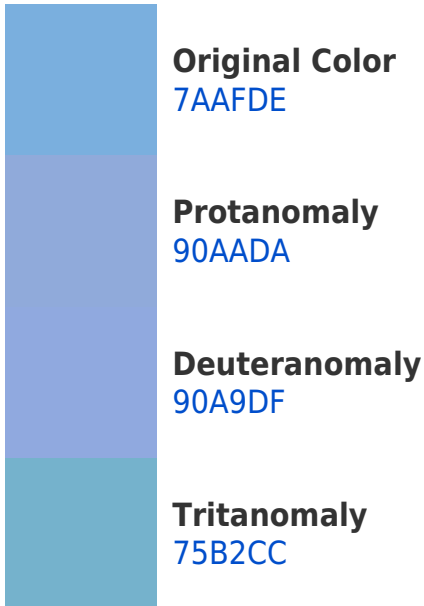 Original Color
7AAFDE
Protanomaly
90AADA
Deuteranomaly
90A9DF
Tritanomaly
75B2CC